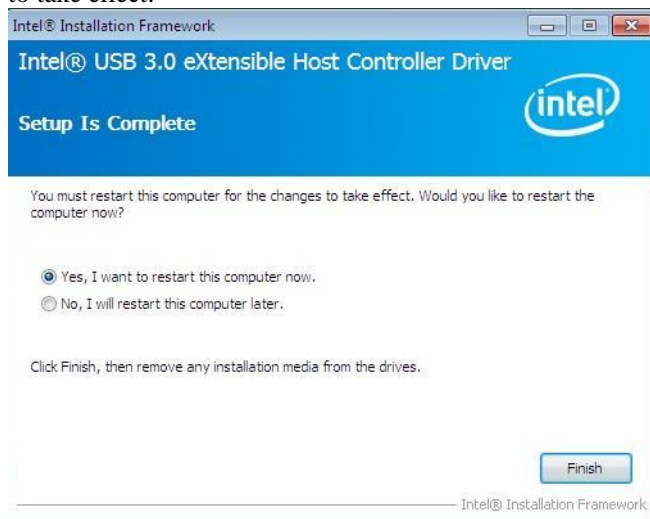 to take effect.
Intel® Installation Framework
Intel® USB 3.0 eXtensible Host Controller Driver
intel
Setup Is Complete
You must restart this computer for the changes to take effect. Would you like to restart the
computer now?
Yes, I want to restart this computer now.
No, I will restart this computer later.
Click Finish, then remove any installation media from the drives.
Finish
Intel® Installation Framework